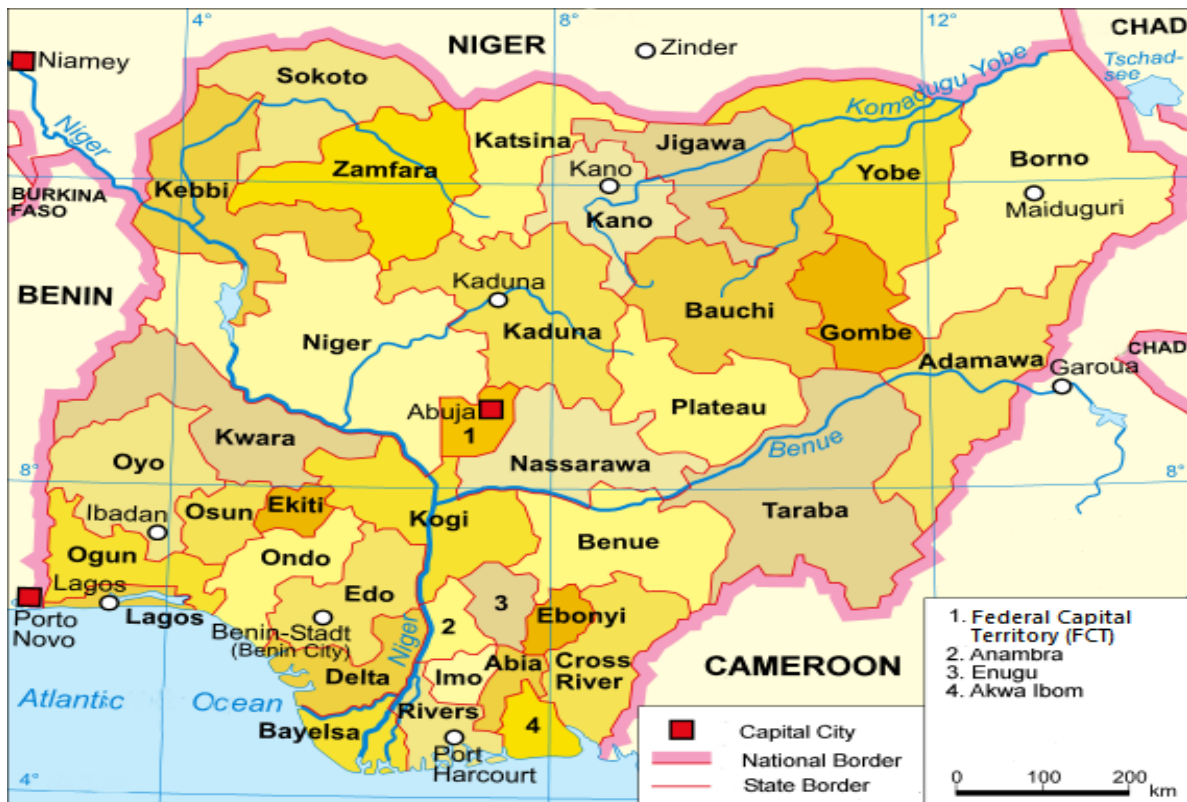 4°
8°
12°
NIGER
Zinder
CHAD
Tschad-
see
Niamey
Sokoto
Komadugu Yobe
Niger
Katsina
Jigawa
Zamfara
Kano
Kebbi
Yobe
Borno
BURKINA
FASO
Kano
Maiduguri
BENIN
Kaduna
Niger
Kaduna
Bauchi
Gombe
CHAD
Adamawa
Garoua
Abuja
1
Plateau
Kwara
Benue
Nassarawa
Oyo
8°
8°
Ibadan
Osun
Ekiti
Kogi
Taraba
Ogun
Ondo
Benue
Lagos
Edo
3
Ebonyi
Porto
Novo
Lagos
Benin-Stadt
(Benin City)
Niger
2
Abia
Cross
River
CAMEROON
Delta
Imo
Atlantic Ocean
Bayelsa
Rivers
4
Port
Harcourt
4°
1. Federal Capital
Territory (FCT)
2. Anambra
3. Enugu
4. Akwa Ibom
Capital City
National Border
State Border
0 100 200 km